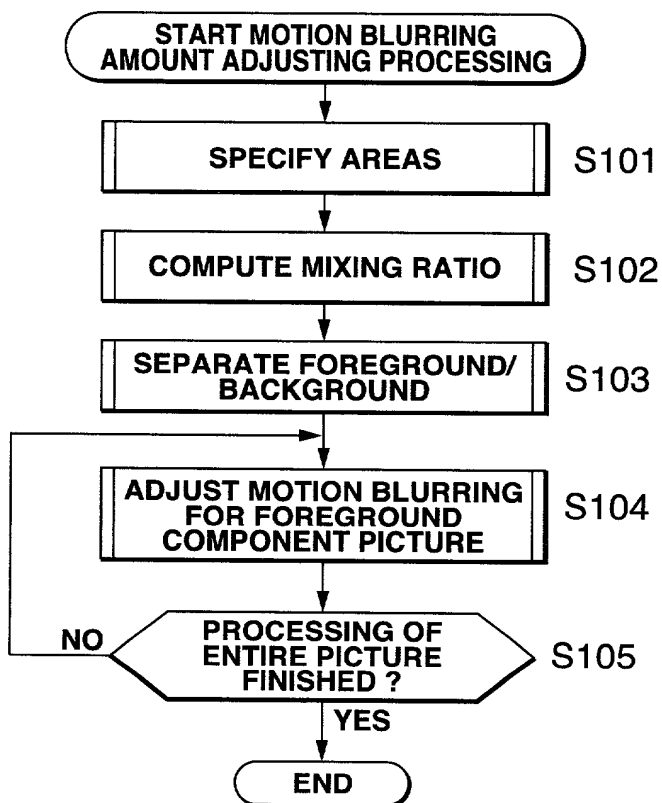 START MOTION BLURRING
AMOUNT ADJUSTING PROCESSING
SPECIFY AREAS
S101
COMPUTE MIXING RATIO
S102
SEPARATE FOREGROUND/
BACKGROUND
S103
ADJUST MOTION BLURRING
FOR FOREGROUND
COMPONENT PICTURE
S104
NO
PROCESSING OF
ENTIRE PICTURE
FINISHED ?
S105
YES
END